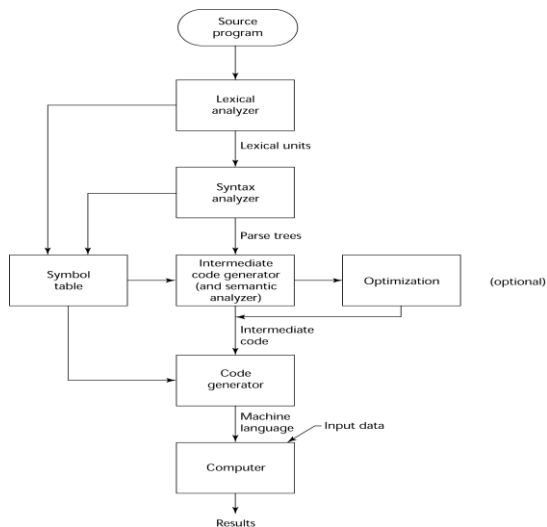 Source
program
Lexical
analyzer
Lexical units
Syntax
analyzer
Parse trees
Symbol
table
Intermediate
code generator
(and semantic
analyzer)
Optimization
(optional)
Intermediate
code
Code
generator
Machine
language
Input data
Computer
Results